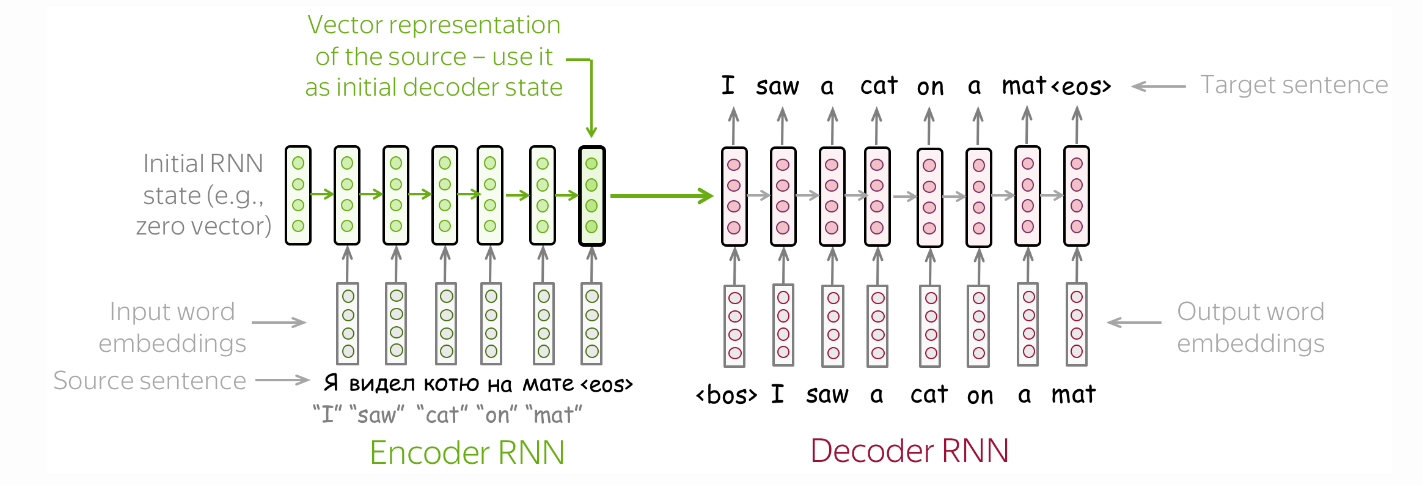 Vector representation
of the source – use it
as initial decoder state
I saw a cat on a mat <eos>
Target sentence
Initial RNN
state (e.g.,
zero vector)
Input word
embeddings
Output word
embeddings
Source sentence
Я видел котю на мате <eos>
"I" "saw" "cat" "on" "mat"
<bos> I saw a cat on a mat
Encoder RNN
Decoder RNN